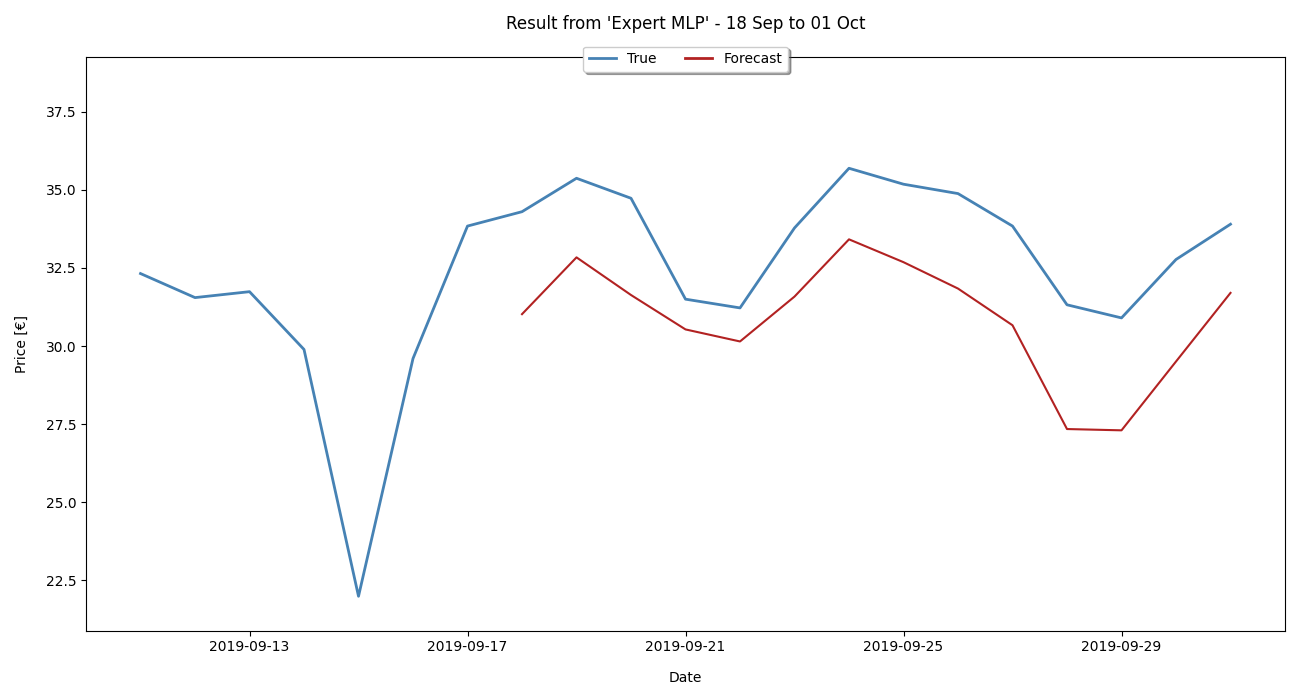 Result from 'Expert MLP' - 18 Sep to 01 Oct
True Forecast
37.5
35.0
32.5
30.0
27.5
25.0
22.5
Price [€]
2019-09-13 2019-09-17 2019-09-21 2019-09-25 2019-09-29
Date